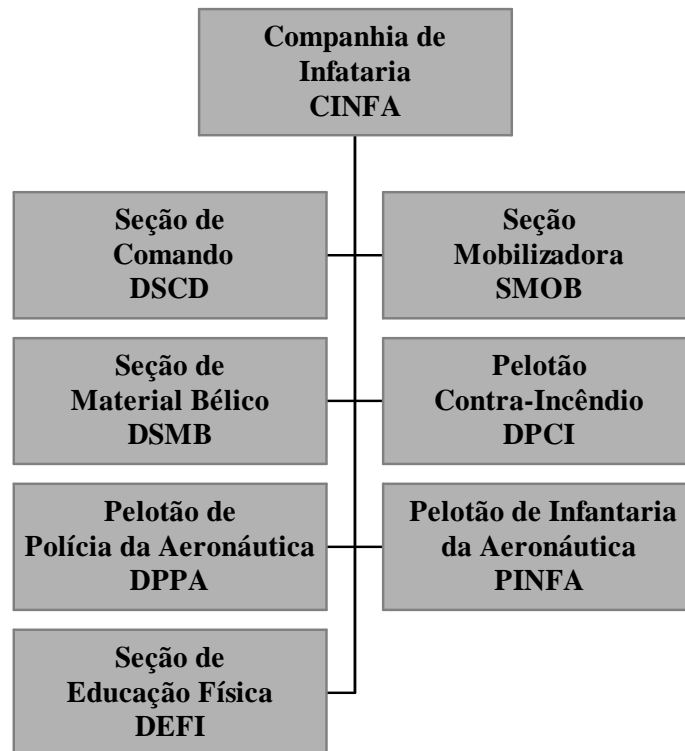 Companhia de
Infataria
CINFA
Seção de
Comando
DSCD
Seção
Mobilizadora
SMOB
Seção de
Material Bélico
DSMB
Pelotão
Contra-Incêndio
DPCI
Pelotão de
Polícia da Aeronáutica
DPPA
Pelotão de Infantaria
da Aeronáutica
PINFA
Seção de
Educação Física
DEFI